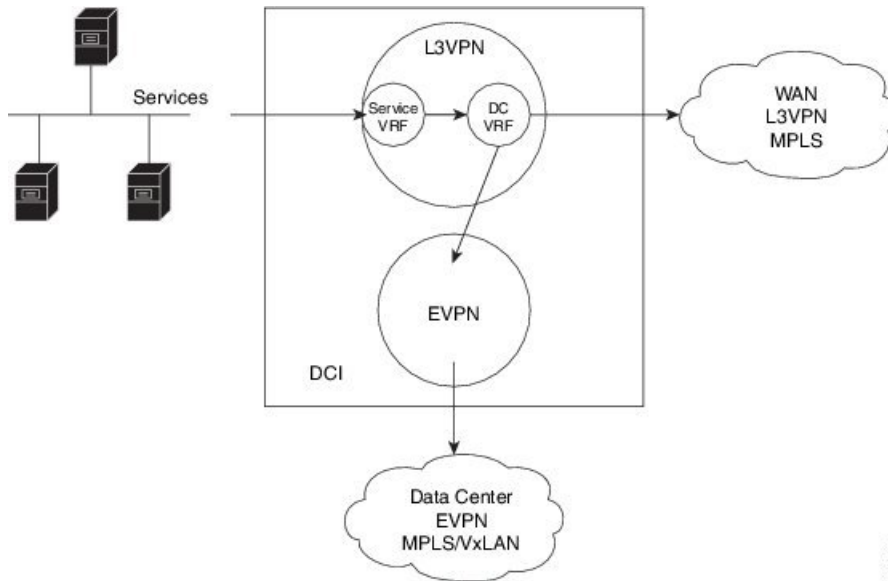 L3VPN
Services
Service
VRF
DC
VRF
WAN
L3VPN
MPLS
EVPN
DCI
Data Center
EVPN
MPLS/VxLAN